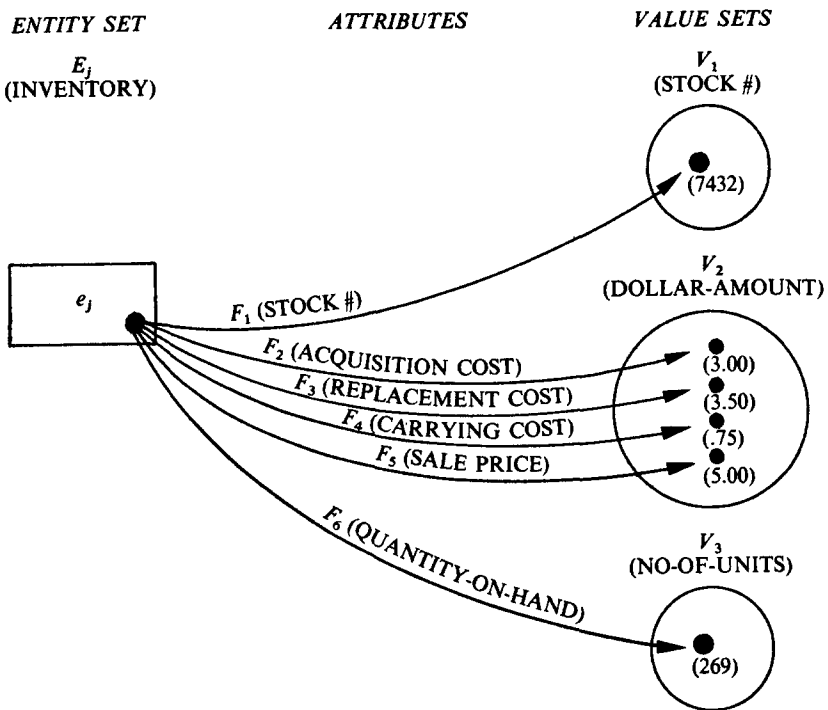 ENTITY SET
ATTRIBUTES
VALUE SETS
E_j
(INVENTORY)
V_1
(STOCK #)
(7432)
e_j
F_1 (STOCK #)
F_2 (ACQUISITION COST)
F_3 (REPLACEMENT COST)
F_4 (CARRYING COST)
F_5 (SALE PRICE)
F_6 (QUANTITY-ON-HAND)
V_2
(DOLLAR-AMOUNT)
(3.00)
(3.50)
(.75)
(5.00)
V_3
(NO-OF-UNITS)
(269)